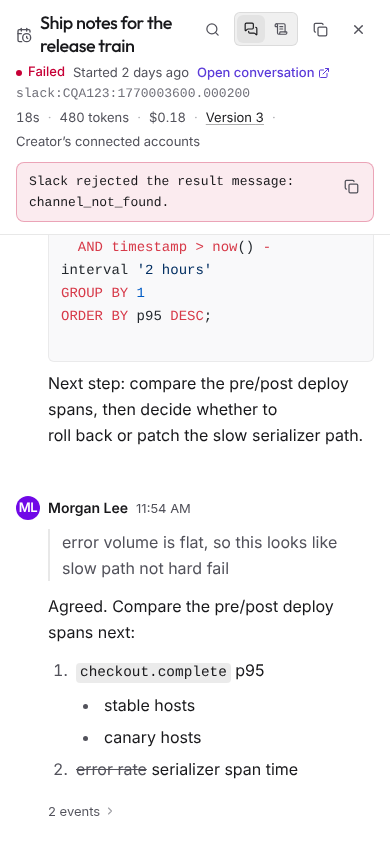 Ship notes for the
release train
Failed Started 2 days ago Open conversation
slack:CQA123:1770003600.000200
18s · 480 tokens · $0.18 · Version 3 ·
Creator's connected accounts
Slack rejected the result message:
channel_not_found.
AND timestamp > now() -
interval '2 hours'
GROUP BY 1
ORDER BY p95 DESC;
Next step: compare the pre/post deploy
spans, then decide whether to
roll back or patch the slow serializer path.
ML Morgan Lee 11:54 AM
error volume is flat, so this looks like
slow path not hard fail
Agreed. Compare the pre/post deploy
spans next:
1. checkout.complete p95
• stable hosts
• canary hosts
2. error rate serializer span time
2 events